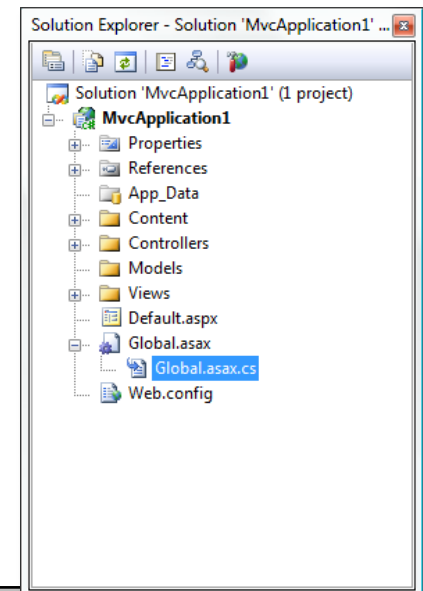 Solution Explorer - Solution 'MvcApplication1' ...
Solution 'MvcApplication1' (1 project)
MvcApplication1
Properties
References
App_Data
Content
Controllers
Models
Views
Default.aspx
Global.asax
Global.asax.cs
Web.config